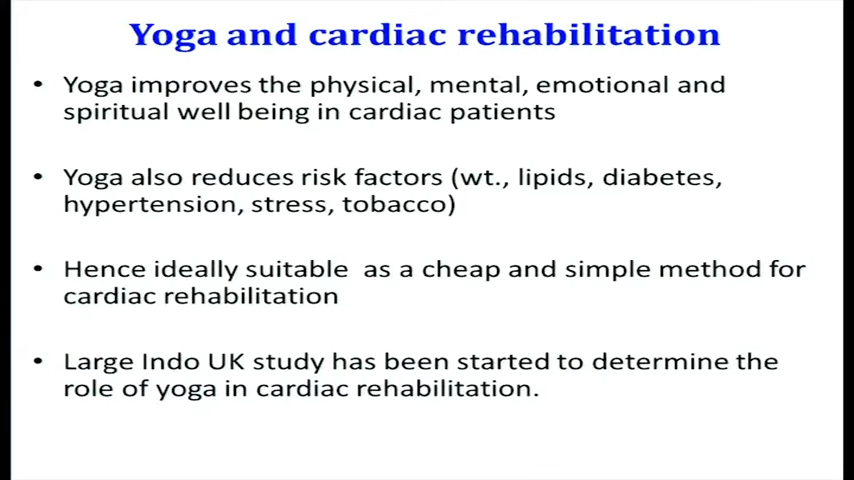 Yoga and cardiac rehabilitation
• Yoga improves the physical, mental, emotional and
spiritual well being in cardiac patients
• Yoga also reduces risk factors (wt., lipids, diabetes,
hypertension, stress, tobacco)
• Hence ideally suitable  as a cheap and simple method for
cardiac rehabilitation
• Large Indo UK study has been started to determine the
role of yoga in cardiac rehabilitation.